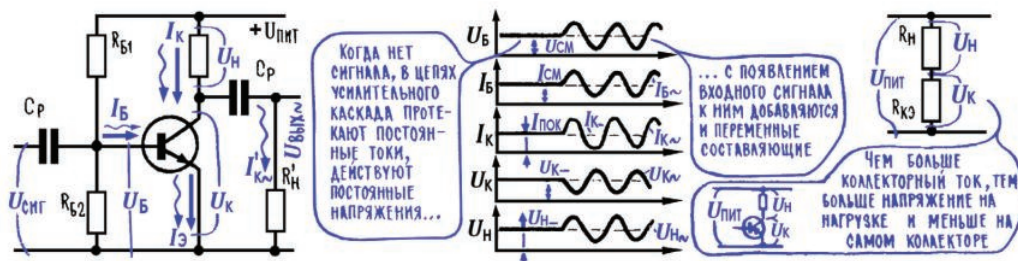 + Uпит
Iк
Uн
Rб1
Cр
Cр
Iб
Uвых~
I'к~
R'н
Uсиг
Rб2
Uб
Iэ
Uк
Когда нет
сигнала, в цепях
усилительного
каскада проте-
кают постоян-
ные токи,
действуют
постоянные
напряжения...
Uб
Uсм
Iб
Iсм
Iб~
Iк
Iпок
Iк~
Iк~
Uк
Uк–
Uк~
Uн
Uн–
Uн~
... с появлением
входного сигнала
к ним добавляются
и переменные
составляющие
Rн
Uн
Uпит
Rкэ
Uк
Uпит
Uн
Uк
Чем больше
коллекторный ток, тем
больше напряжение на
нагрузке и меньше на
самом коллекторе